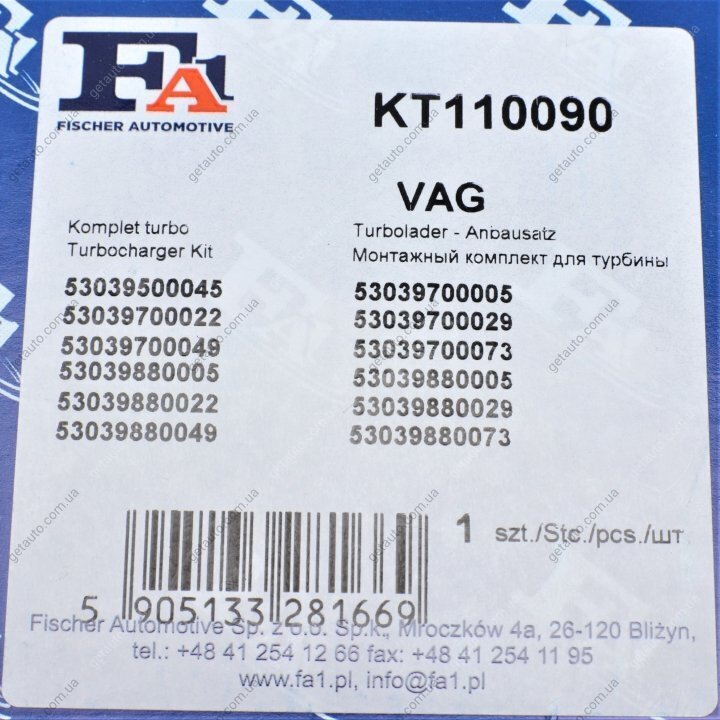 FA1
FISCHER AUTOMOTIVE
KT110090
VAG
Komplet turbo
Turbocharger Kit
Turbolader - Anbausatz
Монтажный комплект для турбины
53039500045
53039700022
53039700049
53039880005
53039880022
53039880049
53039700005
53039700029
53039700073
53039880005
53039880029
53039880073
1 szt./Stc./pcs./шт
5 905133 281669
Fischer Automotive Sp. z o.o. Sp.k., Mroczków 4a, 26-120 Bliżyn,
tel.: +48 41 254 12 66 fax: +48 41 254 11 95
www.fa1.pl, info@fa1.pl
getauto.com.ua